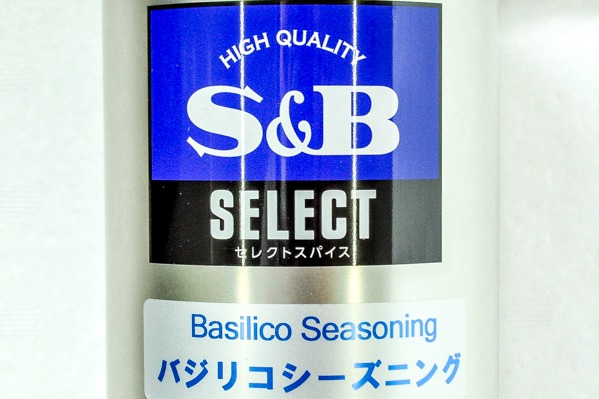 HIGH QUALITY
S&B
SELECT
セレクトスパイス
Basilico Seasoning
バジリコシーズニング